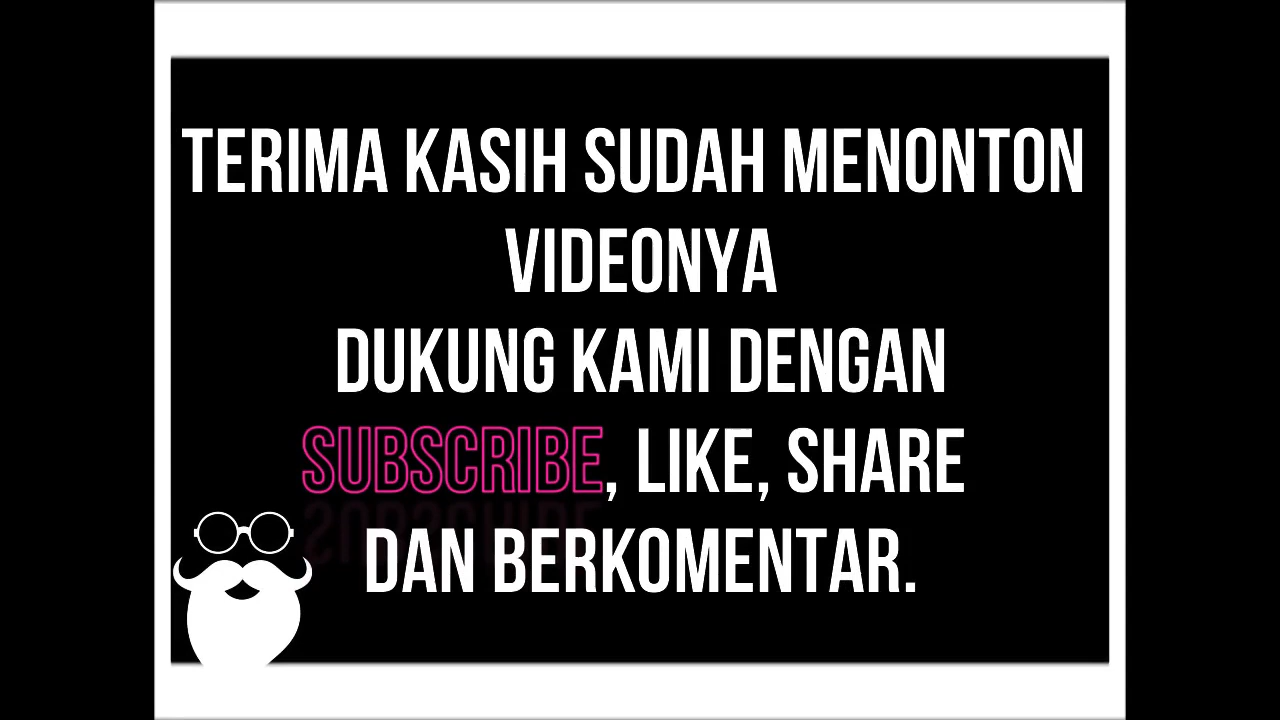 TERIMA KASIH SUDAH MENONTON
VIDEONYA
DUKUNG KAMI DENGAN
SUBSCRIBE, LIKE, SHARE
DAN BERKOMENTAR.